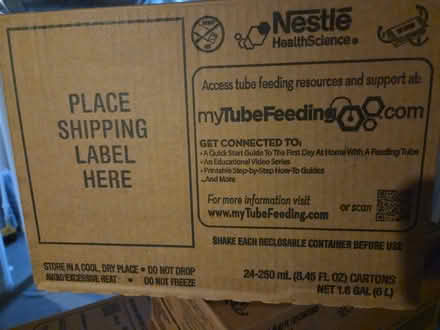 Nestlé
HealthScience
PLACE
SHIPPING
LABEL
HERE
Access tube feeding resources and support at:
myTubeFeeding.com
GET CONNECTED TO:
• A Quick Start Guide To The First Day At Home With A Feeding Tube
• An Educational Video Series
• Printable Step-by-Step How-To Guides
...And More
For more information visit
www.myTubeFeeding.com
or scan
SHAKE EACH RECLOSABLE CONTAINER BEFORE USE
STORE IN A COOL, DRY PLACE • DO NOT DROP
AVOID EXCESSIVE HEAT • DO NOT FREEZE
24-250 mL (8.45 FL OZ) CARTONS
NET 1.6 GAL (6 L)